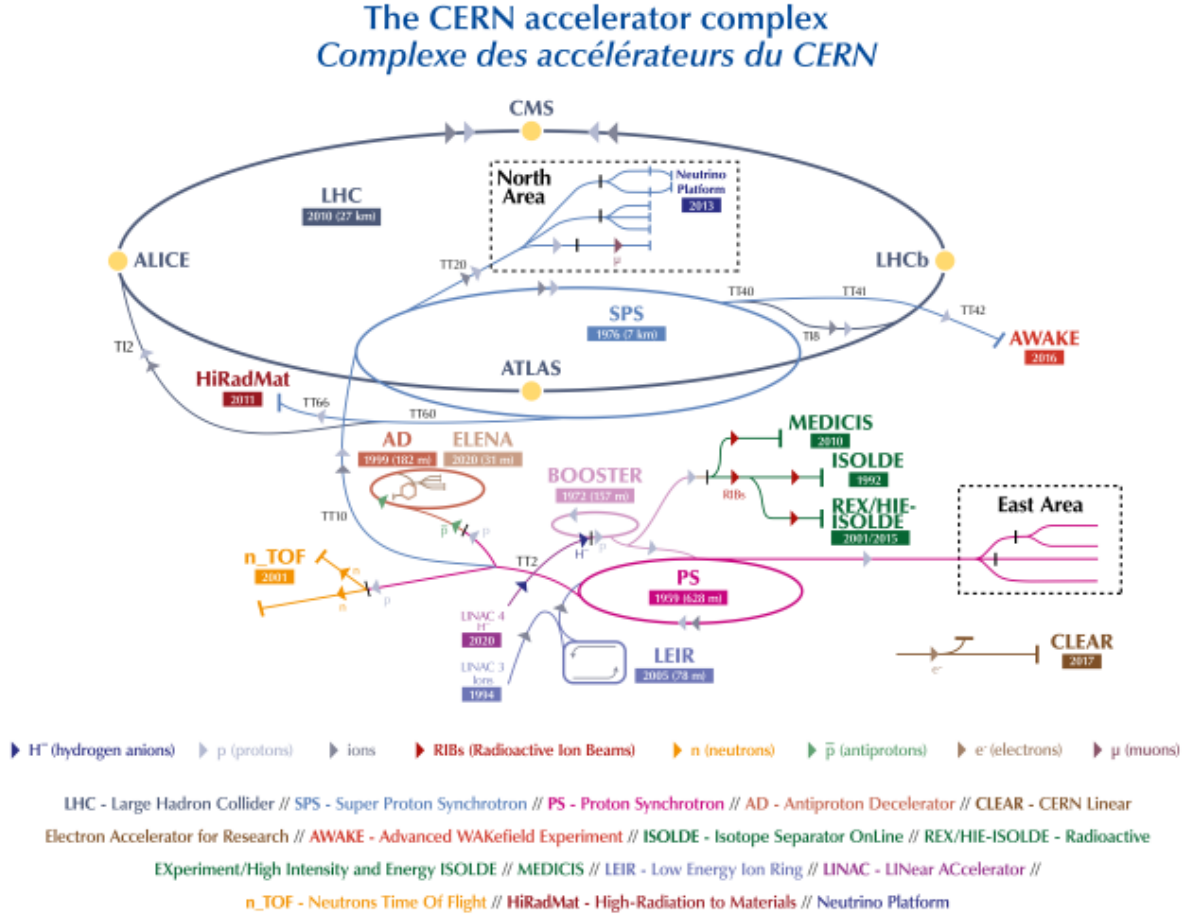 The CERN accelerator complex
Complexe des accélérateurs du CERN
CMS
North
Area
Neutrino
Platform
2013
LHC
2010 (27 km)
ALICE
LHCb
TT20
μ
TT40
TT41
TT42
SPS
1976 (7 km)
TI8
AWAKE
2016
TI2
ATLAS
HiRadMat
2011
TT66
TT60
AD
1999 (182 m)
ELENA
2020 (31 m)
BOOSTER
1972 (157 m)
MEDICIS
2010
ISOLDE
1992
RIBs
REX/HIE-
ISOLDE
2001/2015
East Area
TT10
p̄
p
H⁻
p
TT2
n_TOF
2001
n
n
p
PS
1959 (628 m)
LINAC 4
H⁻
2020
LINAC 3
Ions
1994
LEIR
2005 (78 m)
CLEAR
2017
e⁻
H⁻ (hydrogen anions)
p (protons)
ions
RIBs (Radioactive Ion Beams)
n (neutrons)
p̄ (antiprotons)
e⁻ (electrons)
μ (muons)
LHC - Large Hadron Collider // SPS - Super Proton Synchrotron // PS - Proton Synchrotron // AD - Antiproton Decelerator // CLEAR - CERN Linear
Electron Accelerator for Research // AWAKE - Advanced WAKefield Experiment // ISOLDE - Isotope Separator OnLine // REX/HIE-ISOLDE - Radioactive
EXperiment/High Intensity and Energy ISOLDE // MEDICIS // LEIR - Low Energy Ion Ring // LINAC - LINear ACcelerator //
n_TOF - Neutrons Time Of Flight // HiRadMat - High-Radiation to Materials // Neutrino Platform